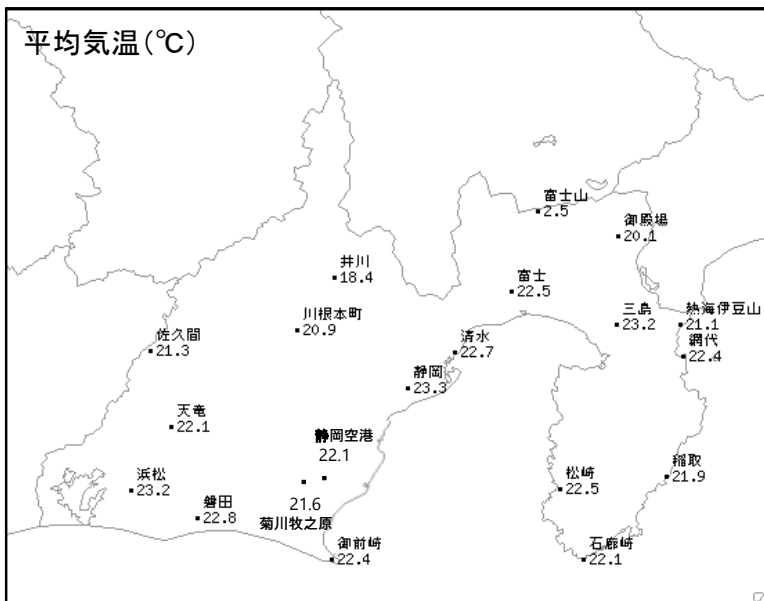 平均気温(℃)
富士山
2.5
御殿場
20.1
井川
18.4
富士
22.5
川根本町
20.9
三島
23.2
熱海伊豆山
21.1
佐久間
21.3
清水
22.7
網代
22.4
静岡
23.3
天竜
22.1
静岡空港
22.1
浜松
23.2
松崎
22.5
稲取
21.9
磐田
22.8
21.6
菊川牧之原
御前崎
22.4
石廊崎
22.1